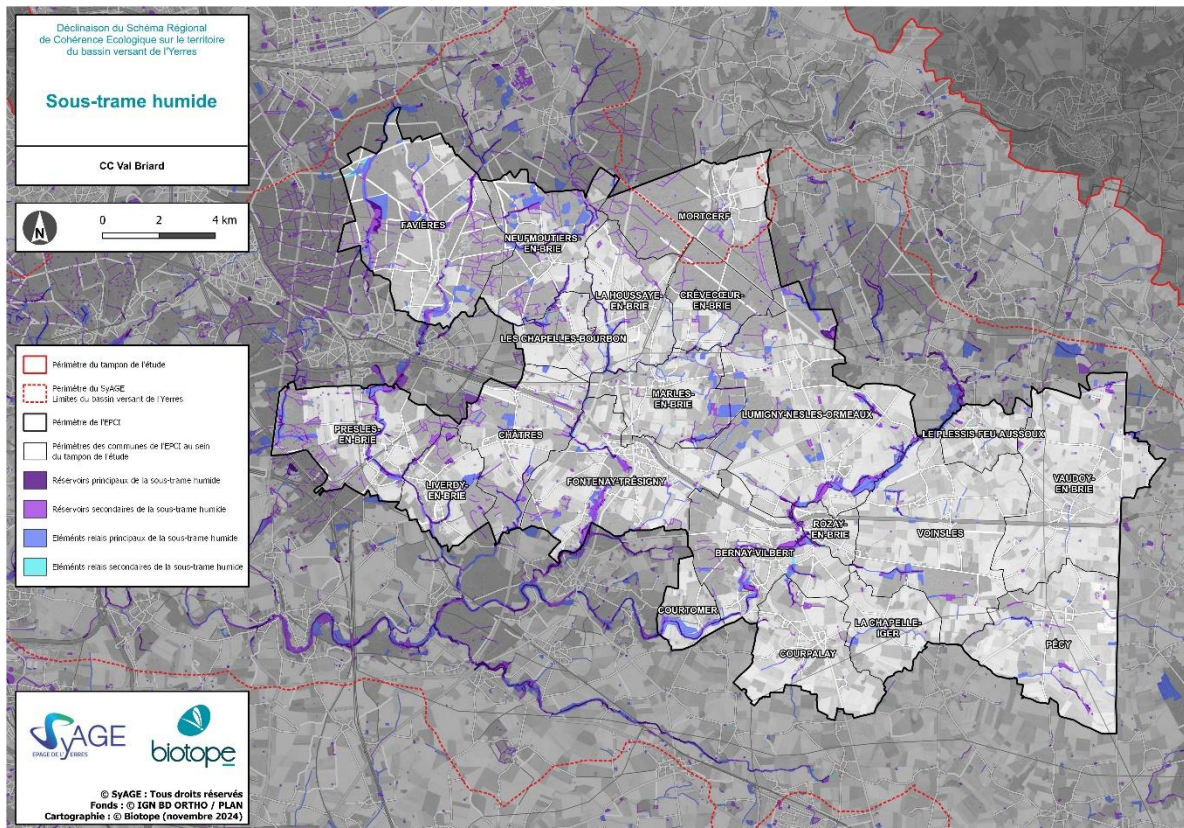 Déclinaison du Schéma Régional
de Cohérence Ecologique sur le territoire
du bassin versant de l'Yerres
Sous-trame humide
CC Val Briard
N
0 2 4 km
Périmètre du tampon de l'étude
Périmètre du SyAGE
Limites du bassin versant de l'Yerres
Périmètre de l'EPCI
Périmètres des communes de l'EPCI au sein
du tampon de l'étude
Réservoirs principaux de la sous-trame humide
Réservoirs secondaires de la sous-trame humide
Eléments relais principaux de la sous-trame humide
Eléments relais secondaires de la sous-trame humide
SyAGE
EPAGE DE L'YERRES
biotope
© SyAGE : Tous droits réservés
Fonds : © IGN BD ORTHO / PLAN
Cartographie : © Biotope (novembre 2024)
FAVIÈRES
MORTCERF
NEUFMOUTIERS-
EN-BRIE
LA HOUSSAYE-
EN-BRIE
CRÈVECŒUR-
EN-BRIE
LES CHAPELLES-BOURBON
MARLES-
EN-BRIE
LUMIGNY-NESLES-ORMEAUX
PRESLES-
EN-BRIE
CHÂTRES
LE PLESSIS-FEU-AUSSOUX
LIVERDY-
EN-BRIE
FONTENAY-TRÉSIGNY
VAUDOY-
EN-BRIE
ROZAY-
EN-BRIE
VOINSLES
BERNAY-VILBERT
COURTOMER
LA CHAPELLE-
IGER
COURPALAY
PÉCY